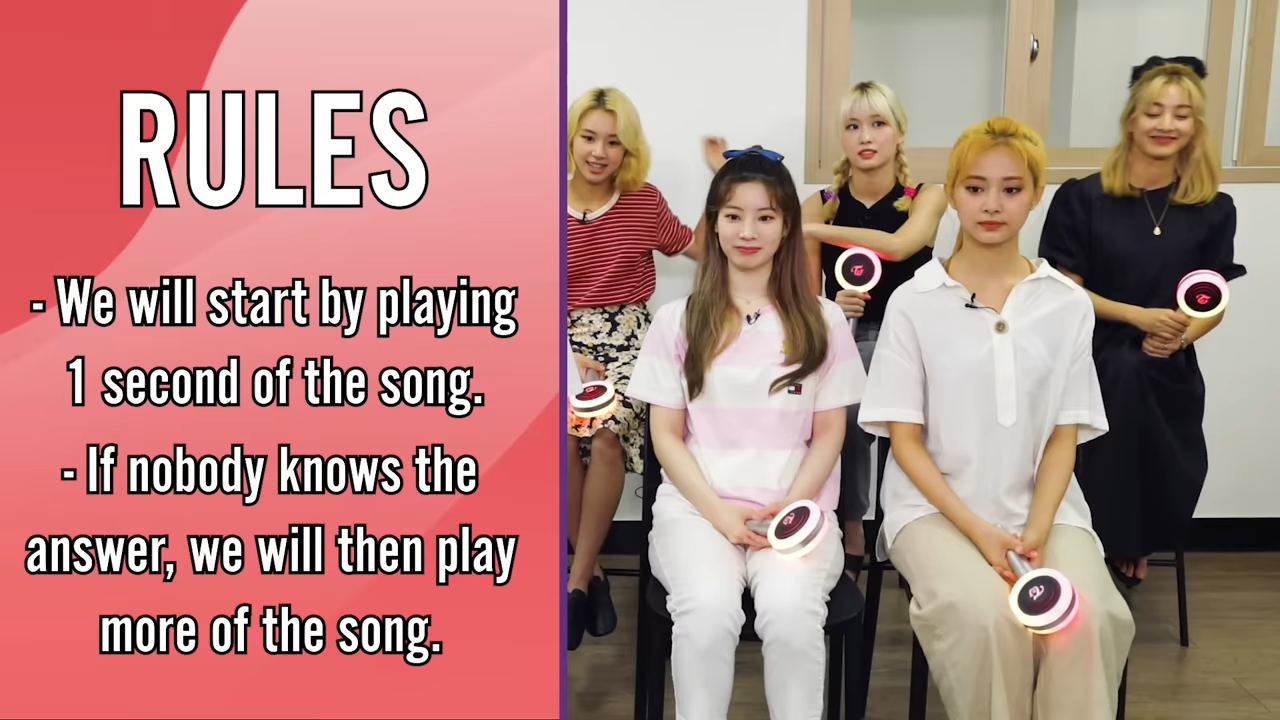 RULES
- We will start by playing
1 second of the song.
- If nobody knows the
answer, we will then play
more of the song.